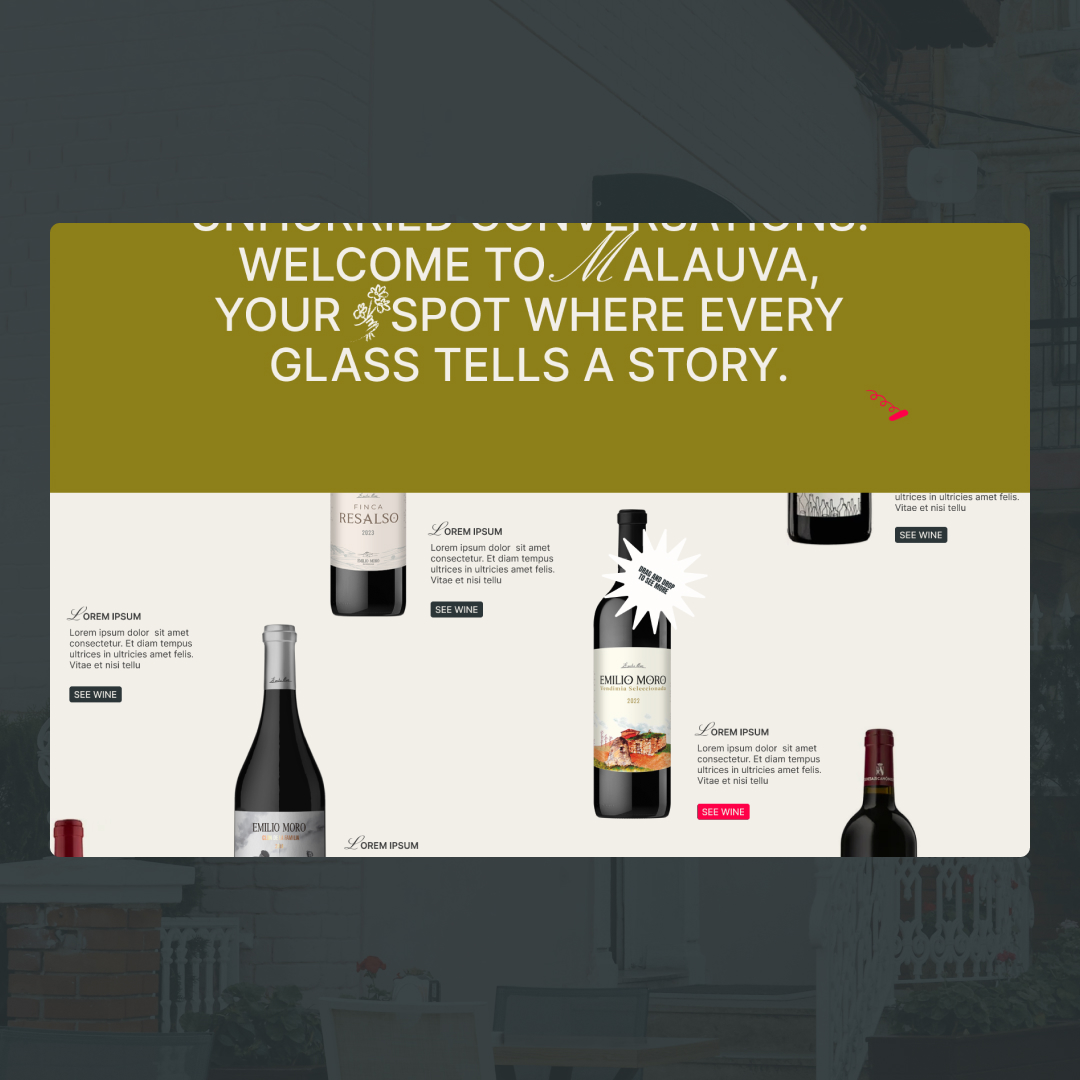 UNHURRIED CONVERSATIONS.
WELCOME TO MALAUVA,
YOUR SPOT WHERE EVERY
GLASS TELLS A STORY.
FINCA
RESALSO
2023
EMILIO MORO
LOREM IPSUM
Lorem ipsum dolor sit amet
consectetur. Et diam tempus
ultrices in ultricies amet felis.
Vitae et nisi tellu
SEE WINE
ultrices in ultricies amet felis.
Vitae et nisi tellu
SEE WINE
DRAG AND DROP
TO SEE MORE
EMILIO MORO
Vendimia Seleccionada
2022
LOREM IPSUM
Lorem ipsum dolor sit amet
consectetur. Et diam tempus
ultrices in ultricies amet felis.
Vitae et nisi tellu
SEE WINE
LOREM IPSUM
Lorem ipsum dolor sit amet
consectetur. Et diam tempus
ultrices in ultricies amet felis.
Vitae et nisi tellu
SEE WINE
EMILIO MORO
LOREM IPSUM